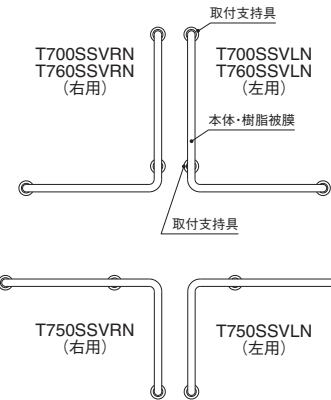 取付支持具
T700SSVRN
T760SSVRN
（右用）
T700SSVLN
T760SSVLN
（左用）
本体・樹脂被膜
取付支持具
T750SSVRN
（右用）
T750SSVLN
（左用）